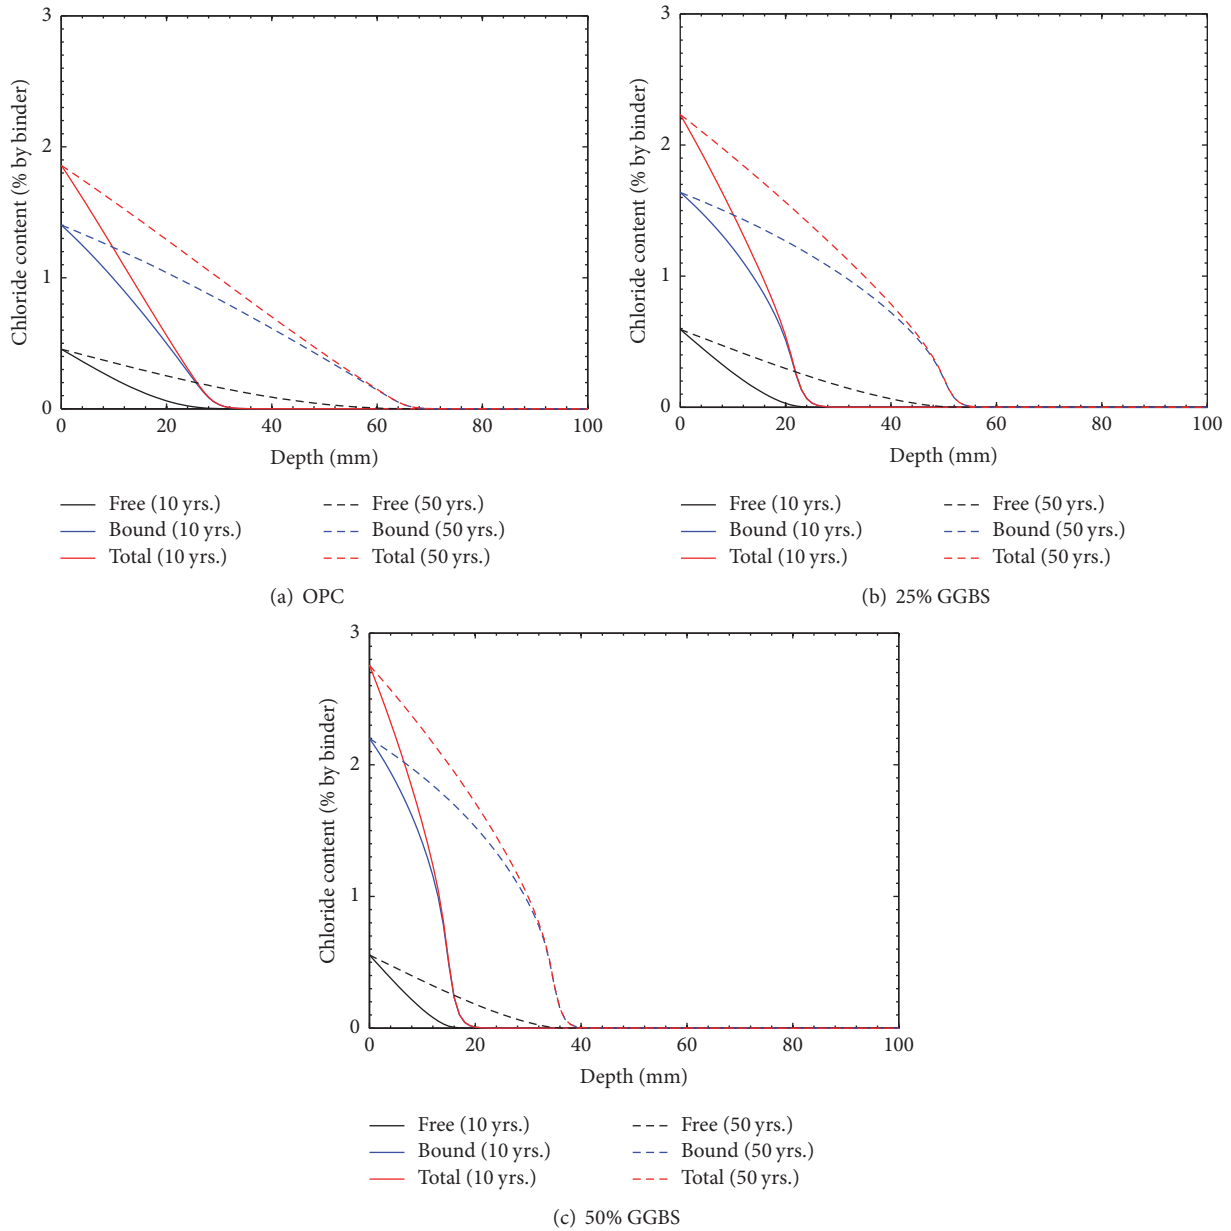 3
2
1
0
Chloride content (% by binder)
0 20 40 60 80 100
Depth (mm)
Free (10 yrs.) Free (50 yrs.)
Bound (10 yrs.) Bound (50 yrs.)
Total (10 yrs.) Total (50 yrs.)
(a) OPC
3
2
1
0
Chloride content (% by binder)
0 20 40 60 80 100
Depth (mm)
Free (10 yrs.) Free (50 yrs.)
Bound (10 yrs.) Bound (50 yrs.)
Total (10 yrs.) Total (50 yrs.)
(b) 25% GGBS
3
2
1
0
Chloride content (% by binder)
0 20 40 60 80 100
Depth (mm)
Free (10 yrs.) Free (50 yrs.)
Bound (10 yrs.) Bound (50 yrs.)
Total (10 yrs.) Total (50 yrs.)
(c) 50% GGBS